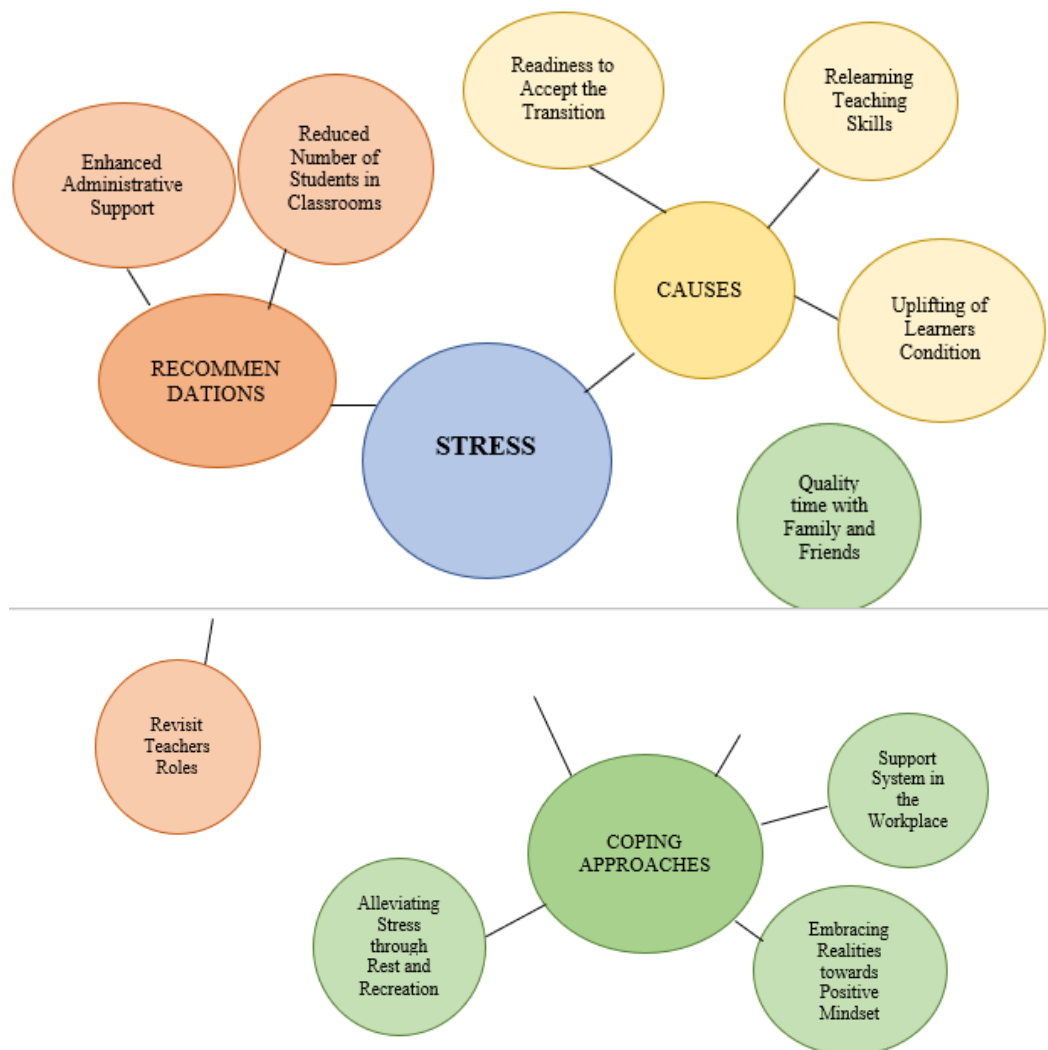 Readiness to
Accept the
Transition
Relearning
Teaching
Skills
Enhanced
Administrative
Support
Reduced
Number of
Students in
Classrooms
CAUSES
Uplifting of
Learners
Condition
RECOMMEN
DATIONS
STRESS
Quality
time with
Family and
Friends
Revisit
Teachers
Roles
Support
System in
the
Workplace
COPING
APPROACHES
Alleviating
Stress
through
Rest and
Recreation
Embracing
Realities
towards
Positive
Mindset